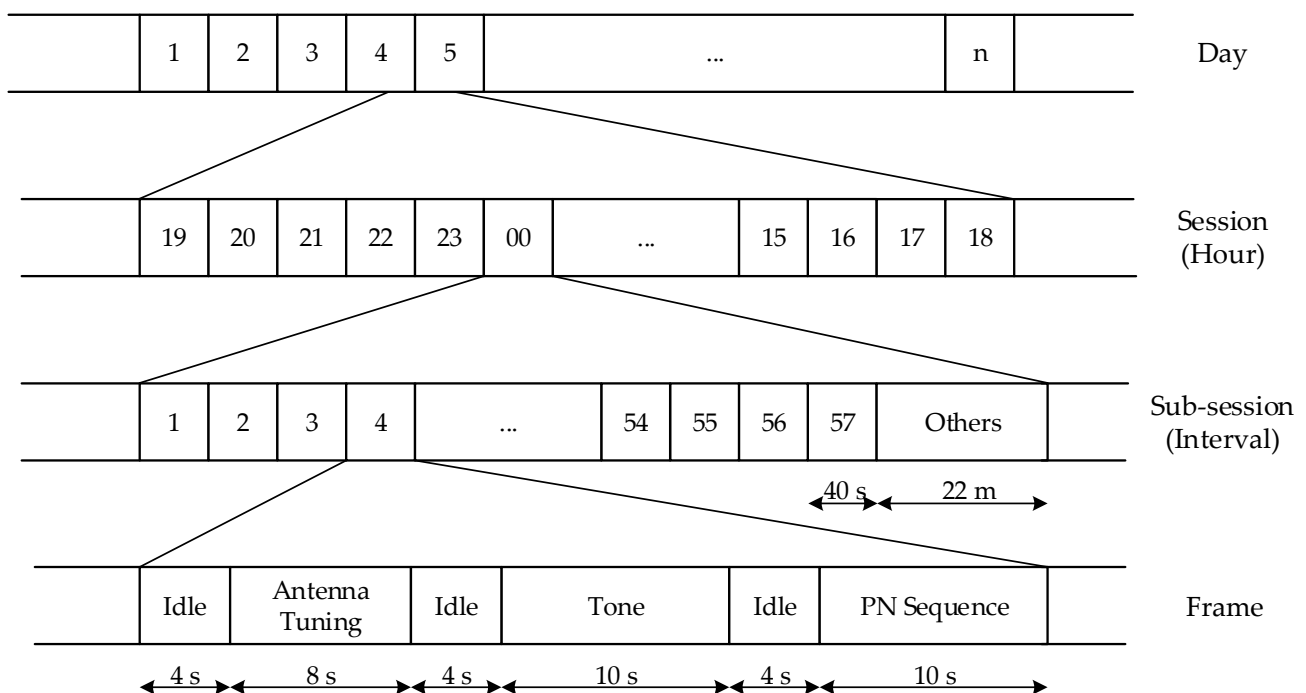 1 2 3 4 5 ... n Day
19 20 21 22 23 00 ... 15 16 17 18 Session
(Hour)
1 2 3 4 ... 54 55 56 57 Others Sub-session
(Interval)
40 s 22 m
Idle Antenna
Tuning Idle Tone Idle PN Sequence Frame
4 s 8 s 4 s 10 s 4 s 10 s